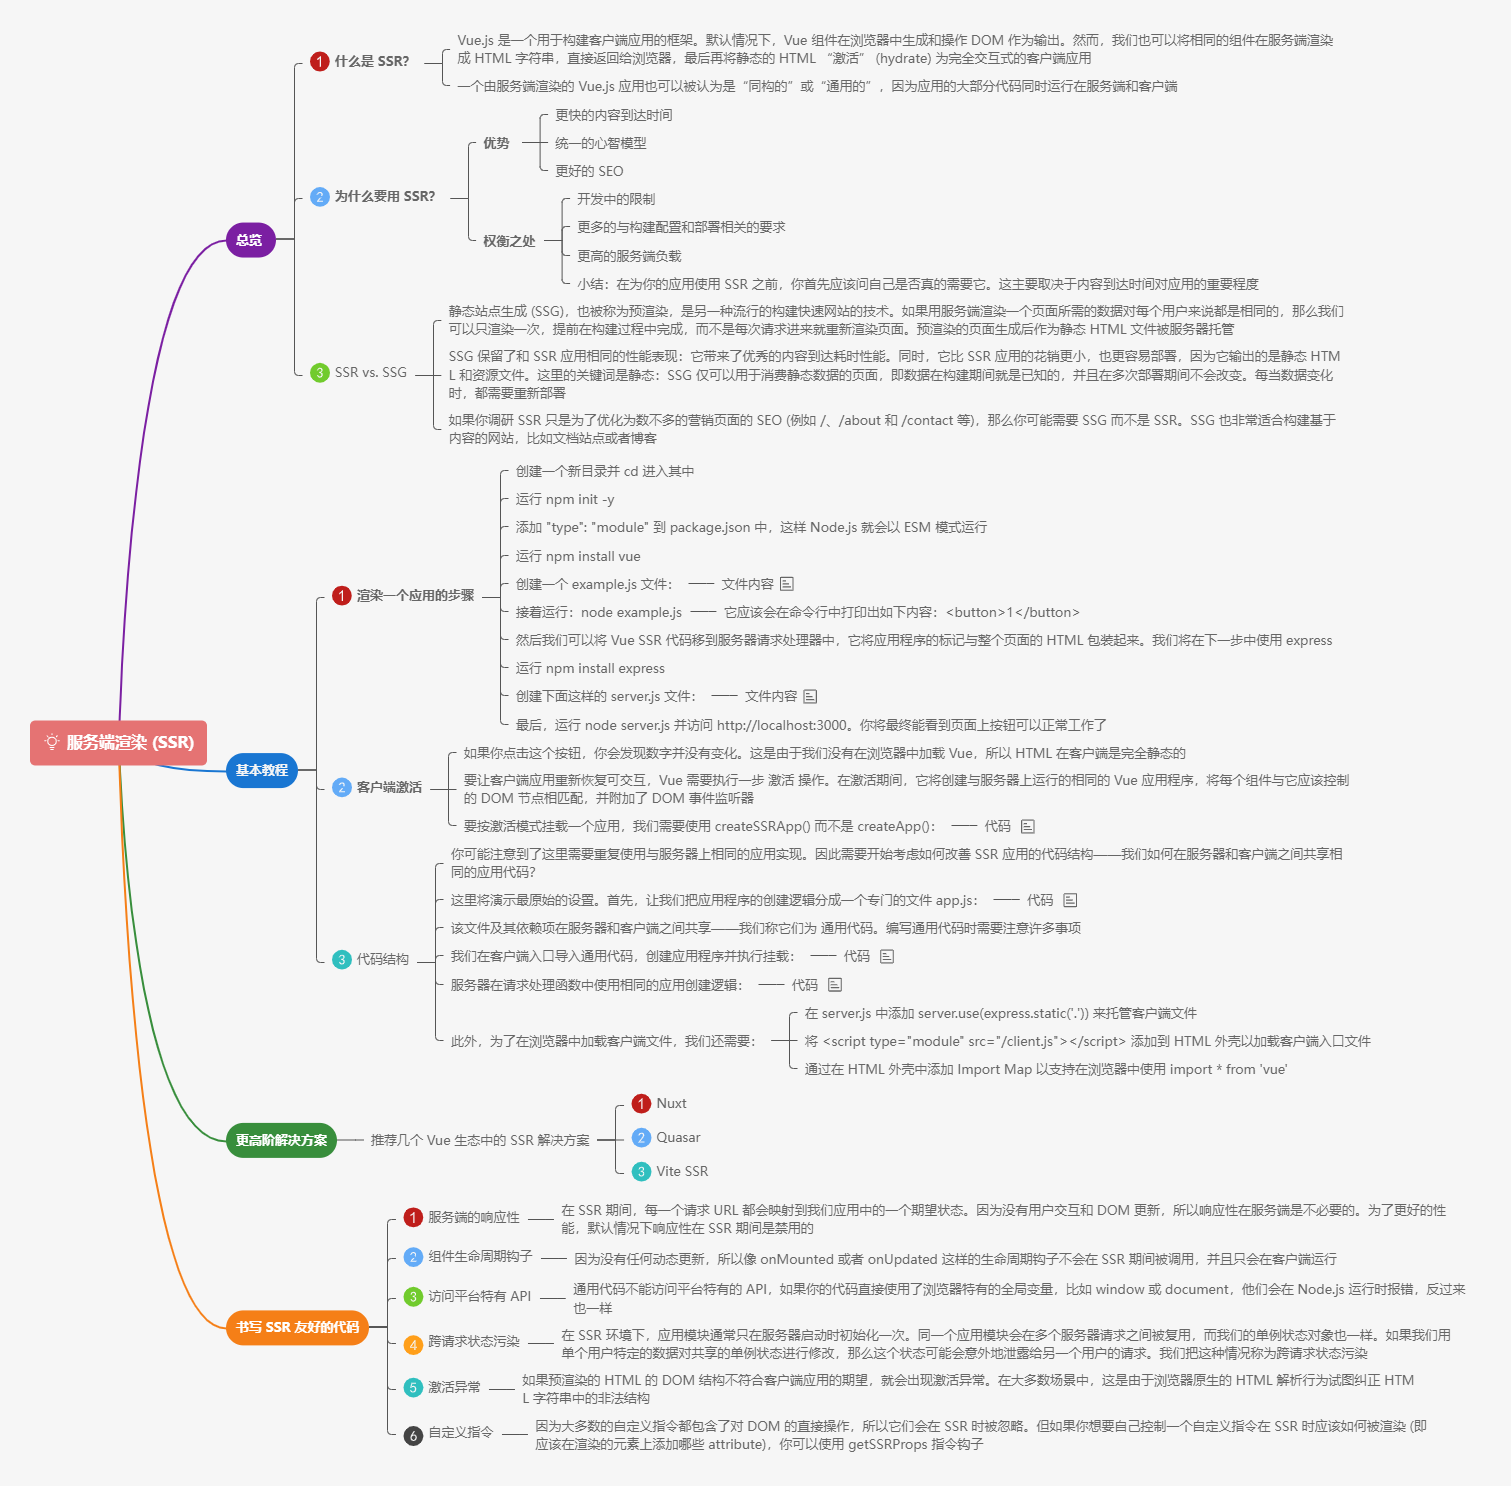 服务端渲染 (SSR)
总览
1 什么是 SSR?
Vue.js 是一个用于构建客户端应用的框架。默认情况下，Vue 组件在浏览器中生成和操作 DOM 作为输出。然而，我们也可以将相同的组件在服务端渲染
成 HTML 字符串，直接返回给浏览器，最后再将静态的 HTML “激活” (hydrate) 为完全交互式的客户端应用
一个由服务端渲染的 Vue.js 应用也可以被认为是“同构的”或“通用的”，因为应用的大部分代码同时运行在服务端和客户端
2 为什么要用 SSR?
优势
更快的内容到达时间
统一的心智模型
更好的 SEO
权衡之处
开发中的限制
更多的与构建配置和部署相关的要求
更高的服务端负载
小结：在为你的应用使用 SSR 之前，你首先应该问自己是否真的需要它。这主要取决于内容到达时间对应用的重要程度
3 SSR vs. SSG
静态站点生成 (SSG)，也被称为预渲染，是另一种流行的构建快速网站的技术。如果用服务端渲染一个页面所需的数据对每个用户来说都是相同的，那么我们
可以只渲染一次，提前在构建过程中完成，而不是每次请求进来就重新渲染页面。预渲染的页面生成后作为静态 HTML 文件被服务器托管
SSG 保留了和 SSR 应用相同的性能表现：它带来了优秀的内容到达耗时性能。同时，它比 SSR 应用的花销更小，也更容易部署，因为它输出的是静态 HTM
L 和资源文件。这里的关键词是静态：SSG 仅可以用于消费静态数据的页面，即数据在构建期间就是已知的，并且在多次部署期间不会改变。每当数据变化
时，都需要重新部署
如果你调研 SSR 只是为了优化为数不多的营销页面的 SEO (例如 /、/about 和 /contact 等)，那么你可能需要 SSG 而不是 SSR。SSG 也非常适合构建基于
内容的网站，比如文档站点或者博客
基本教程
1 渲染一个应用的步骤
创建一个新目录并 cd 进入其中
运行 npm init -y
添加 "type": "module" 到 package.json 中，这样 Node.js 就会以 ESM 模式运行
运行 npm install vue
创建一个 example.js 文件： 文件内容
接着运行：node example.js 它应该会在命令行中打印出如下内容：<button>1</button>
然后我们可以将 Vue SSR 代码移到服务器请求处理器中，它将应用程序的标记与整个页面的 HTML 包装起来。我们将在下一步中使用 express
运行 npm install express
创建下面这样的 server.js 文件： 文件内容
最后，运行 node server.js 并访问 http://localhost:3000。你将最终能看到页面上按钮可以正常工作了
2 客户端激活
如果你点击这个按钮，你会发现数字并没有变化。这是由于我们没有在浏览器中加载 Vue，所以 HTML 在客户端是完全静态的
要让客户端应用重新恢复可交互，Vue 需要执行一步 激活 操作。在激活期间，它将创建与服务器上运行的相同的 Vue 应用程序，将每个组件与它应该控制
的 DOM 节点相匹配，并附加了 DOM 事件监听器
要按激活模式挂载一个应用，我们需要使用 createSSRApp() 而不是 createApp()： 代码
3 代码结构
你可能注意到了这里需要重复使用与服务器上相同的应用实现。因此需要开始考虑如何改善 SSR 应用的代码结构——我们如何在服务器和客户端之间共享相
同的应用代码？
这里将演示最原始的设置。首先，让我们把应用程序的创建逻辑分成一个专门的文件 app.js： 代码
该文件及其依赖项在服务器和客户端之间共享——我们称它们为 通用代码。编写通用代码时需要注意许多事项
我们在客户端入口导入通用代码，创建应用程序并执行挂载： 代码
服务器在请求处理函数中使用相同的应用创建逻辑： 代码
此外，为了在浏览器中加载客户端文件，我们还需要：
在 server.js 中添加 server.use(express.static('.')) 来托管客户端文件
将 <script type="module" src="/client.js"></script> 添加到 HTML 外壳以加载客户端入口文件
通过在 HTML 外壳中添加 Import Map 以支持在浏览器中使用 import * from 'vue'
更高阶解决方案
推荐几个 Vue 生态中的 SSR 解决方案
1 Nuxt
2 Quasar
3 Vite SSR
书写 SSR 友好的代码
1 服务端的响应性
在 SSR 期间，每一个请求 URL 都会映射到我们应用中的一个期望状态。因为没有用户交互和 DOM 更新，所以响应性在服务端是不必要的。为了更好的性
能，默认情况下响应性在 SSR 期间是禁用的
2 组件生命周期钩子
因为没有任何动态更新，所以像 onMounted 或者 onUpdated 这样的生命周期钩子不会在 SSR 期间被调用，并且只会在客户端运行
3 访问平台特有 API
通用代码不能访问平台特有的 API，如果你的代码直接使用了浏览器特有的全局变量，比如 window 或 document，他们会在 Node.js 运行时报错，反过来
也一样
4 跨请求状态污染
在 SSR 环境下，应用模块通常只在服务器启动时初始化一次。同一个应用模块会在多个服务器请求之间被复用，而我们的单例状态对象也一样。如果我们用
单个用户特定的数据对共享的单例状态进行修改，那么这个状态可能会意外地泄露给另一个用户的请求。我们把这种情况称为跨请求状态污染
5 激活异常
如果预渲染的 HTML 的 DOM 结构不符合客户端应用的期望，就会出现激活异常。在大多数场景中，这是由于浏览器原生的 HTML 解析行为试图纠正 HTM
L 字符串中的非法结构
6 自定义指令
因为大多数的自定义指令都包含了对 DOM 的直接操作，所以它们会在 SSR 时被忽略。但如果你想要自己控制一个自定义指令在 SSR 时应该如何被渲染 (即
应该在渲染的元素上添加哪些 attribute)，你可以使用 getSSRProps 指令钩子